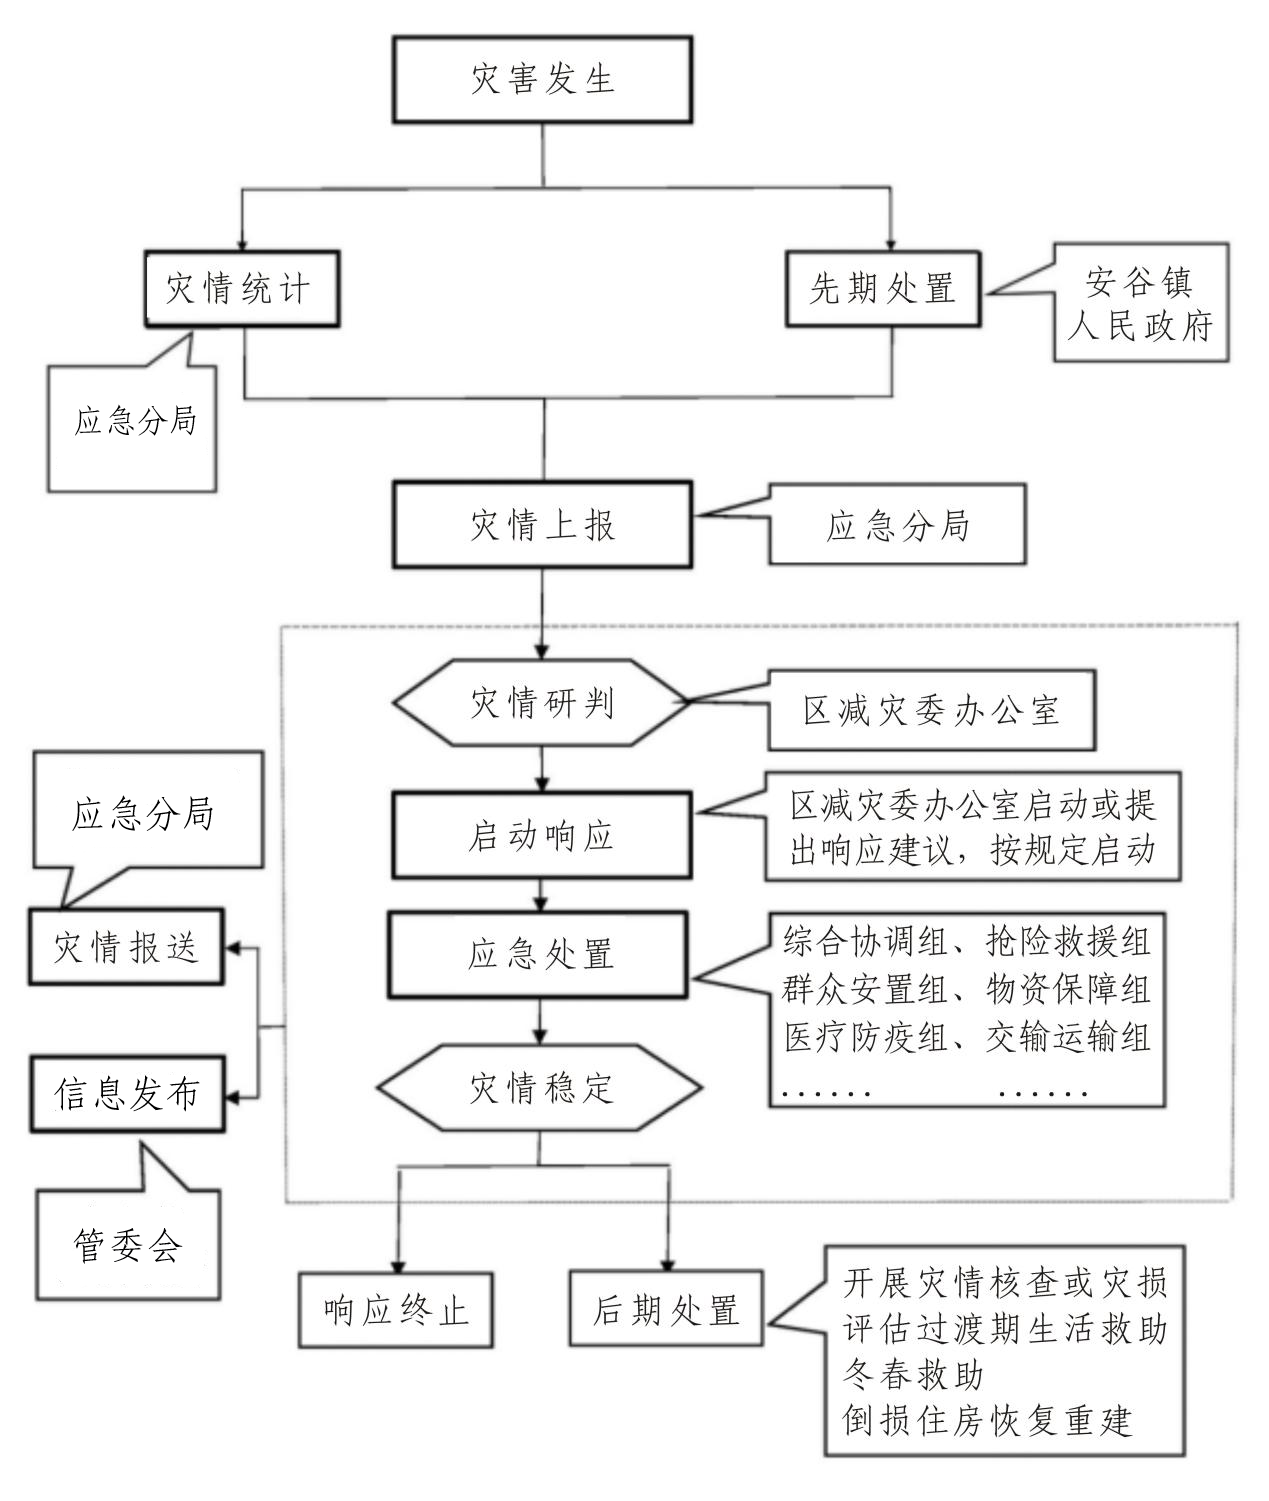 灾害发生
灾情统计
先期处置
安谷镇
人民政府
应急分局
灾情上报
应急分局
灾情研判
区减灾委办公室
应急分局
启动响应
区减灾委办公室启动或提
出响应建议，按规定启动
灾情报送
应急处置
综合协调组、抢险救援组
群众安置组、物资保障组
医疗防疫组、交输运输组
…… ……
信息发布
灾情稳定
管委会
响应终止
后期处置
开展灾情核查或灾损
评估过渡期生活救助
冬春救助
倒损住房恢复重建